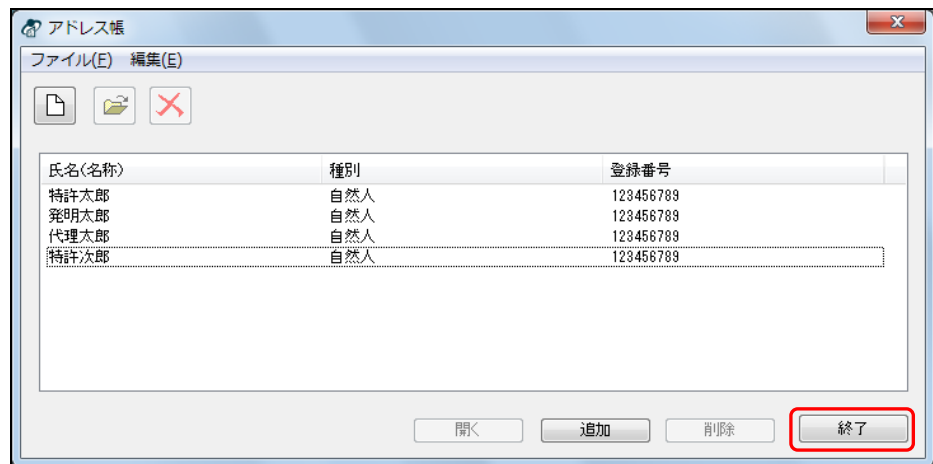 アドレス帳
ファイル(F) 編集(E)
氏名(名称) 種別 登録番号
特許太郎 自然人 123456789
発明太郎 自然人 123456789
代理太郎 自然人 123456789
特許次郎 自然人 123456789
開く 追加 削除 終了